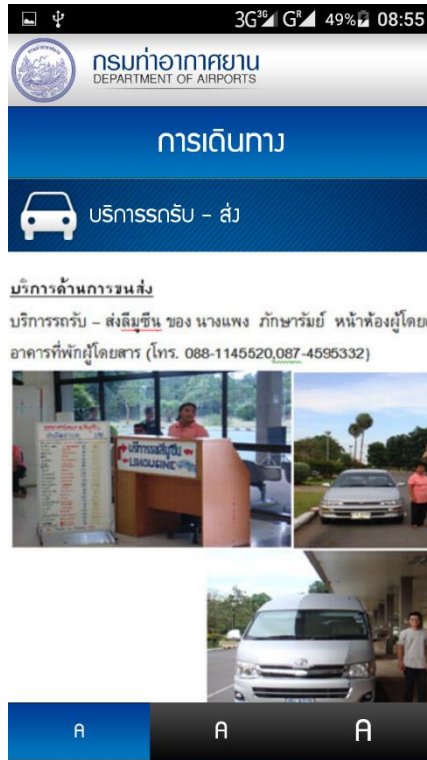 3G 3G G R 49% 08:55
กรมท่าอากาศยาน
DEPARTMENT OF AIRPORTS
การเดินทาง
บริการรถรับ - ส่ง
บริการด้านการขนส่ง
บริการรถรับ – ส่งลีมูซีน ของ นางแพง ภักษารัมย์ หน้าห้องผู้โดย
อาคารที่พักผู้โดยสาร (โทร. 088-1145520,087-4595332)
บริการรถลีมูซีน
LIMOUSINE
A A A